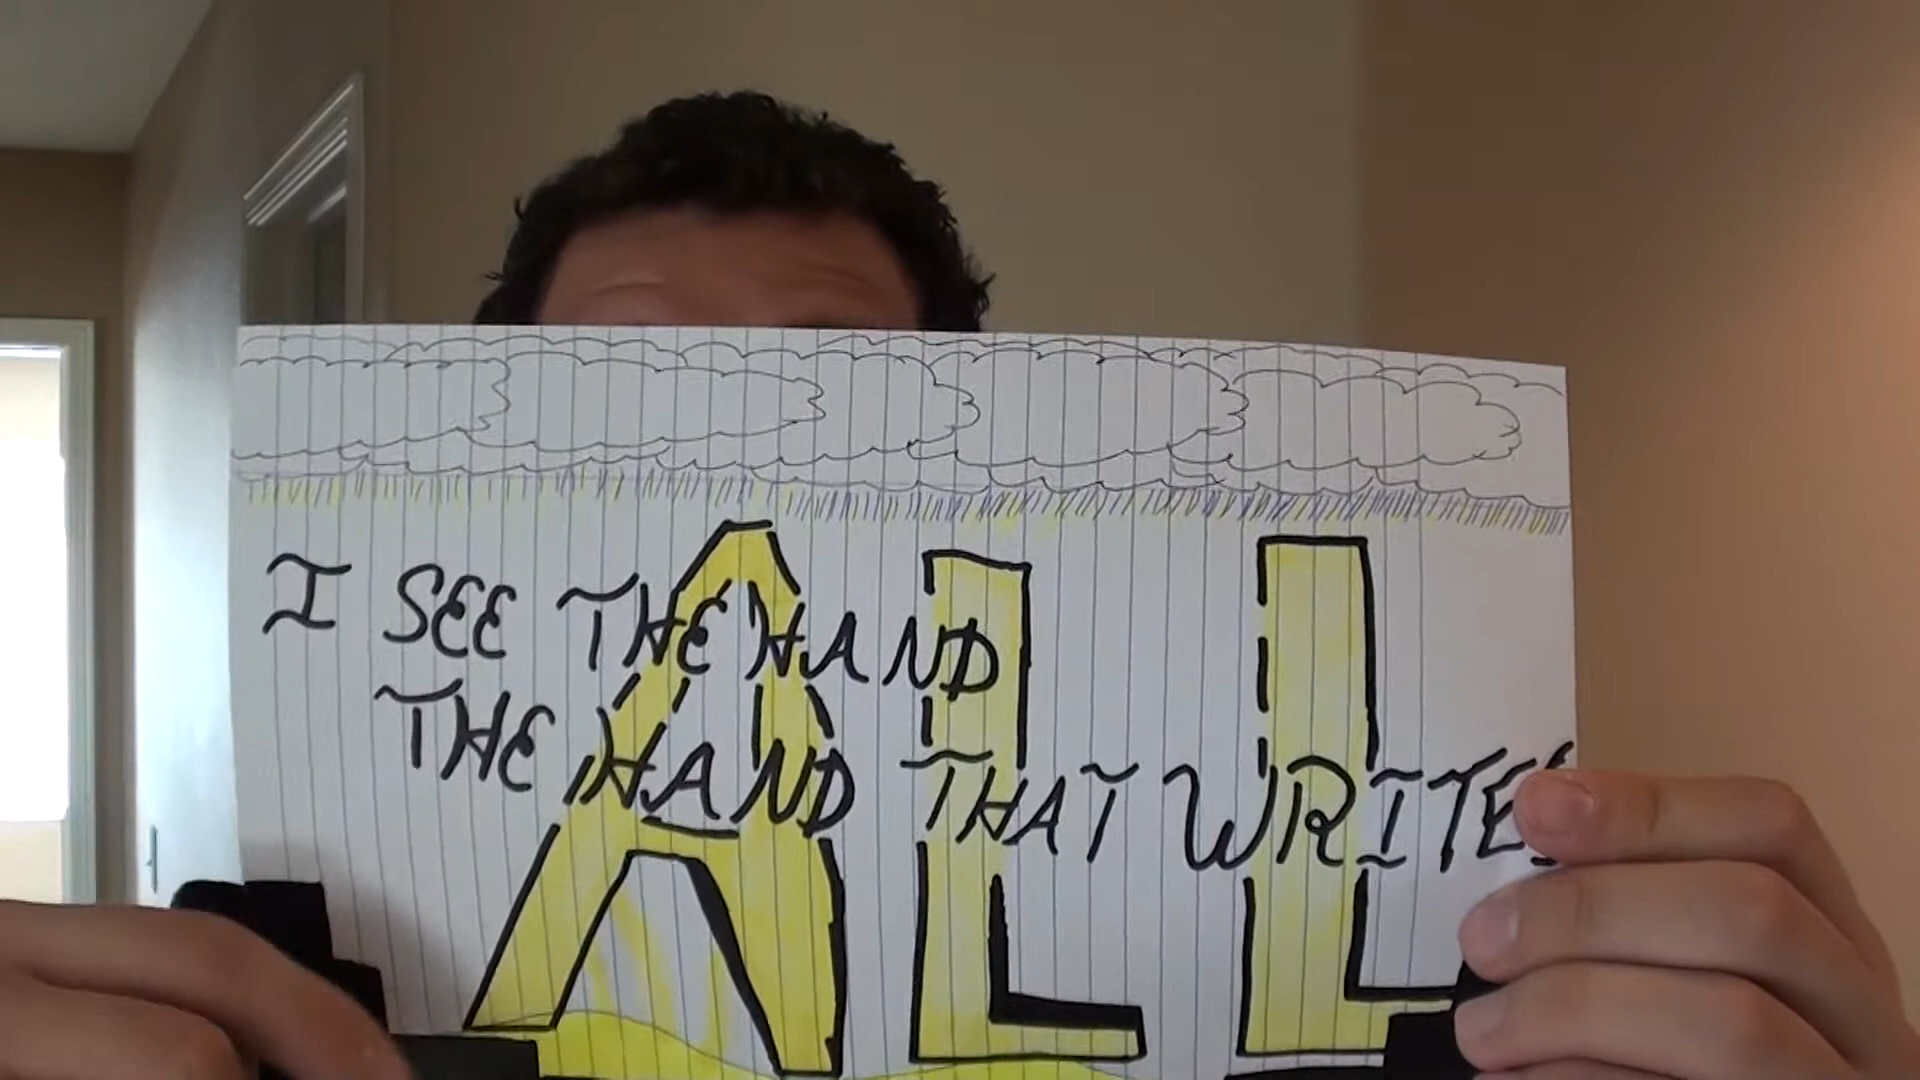 I SEE THE HAND
THE HAND THAT WRITES
ALL